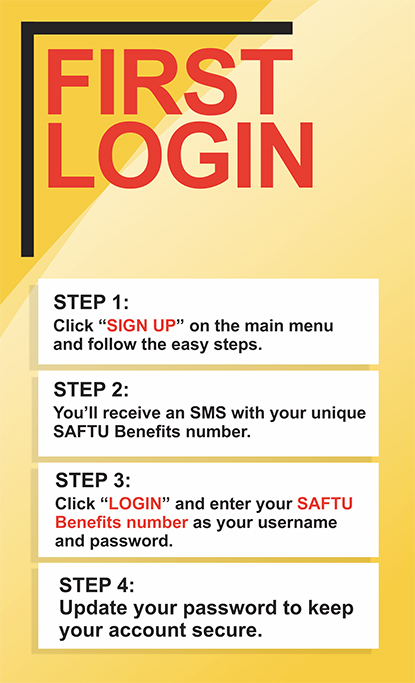 FIRST
LOGIN
STEP 1:
Click “SIGN UP” on the main menu
and follow the easy steps.
STEP 2:
You’ll receive an SMS with your unique
SAFTU Benefits number.
STEP 3:
Click “LOGIN” and enter your SAFTU
Benefits number as your username
and password.
STEP 4:
Update your password to keep
your account secure.